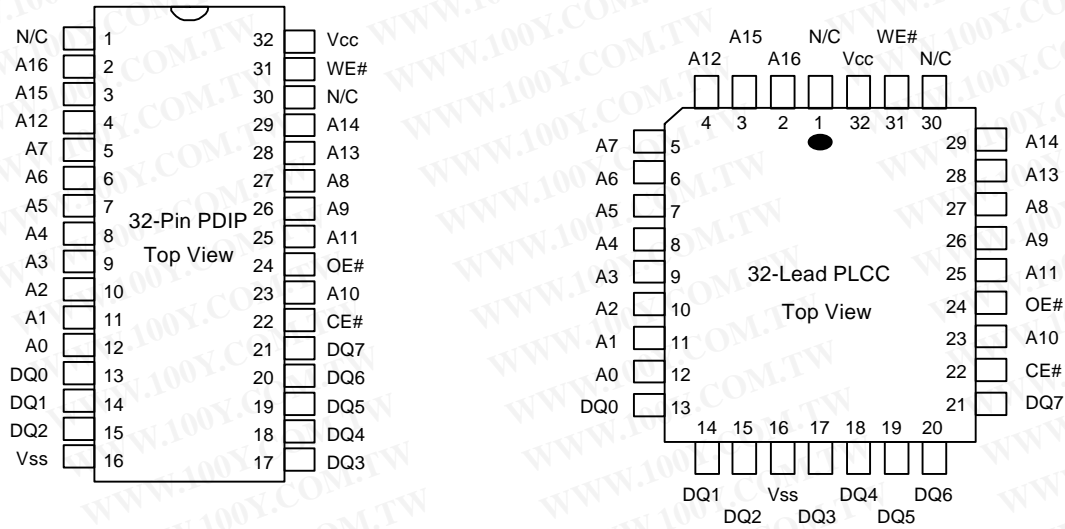 N/C 1 32 Vcc
A16 2 31 WE#
A15 3 30 N/C
A12 4 29 A14
A7 5 28 A13
A6 6 27 A8
A5 7 26 A9
A4 8 25 A11
A3 9 24 OE#
A2 10 23 A10
A1 11 22 CE#
A0 12 21 DQ7
DQ0 13 20 DQ6
DQ1 14 19 DQ5
DQ2 15 18 DQ4
Vss 16 17 DQ3
32-Pin PDIP
Top View
A15 N/C WE#
A12 A16 Vcc N/C
4 3 2 1 32 31 30
A7 5 29 A14
A6 6 28 A13
A5 7 27 A8
A4 8 26 A9
A3 9 25 A11
A2 10 24 OE#
A1 11 23 A10
A0 12 22 CE#
DQ0 13 21 DQ7
32-Lead PLCC
Top View
14 15 16 17 18 19 20
DQ1 Vss DQ4 DQ6
DQ2 DQ3 DQ5
WWW.100Y.COM.TW